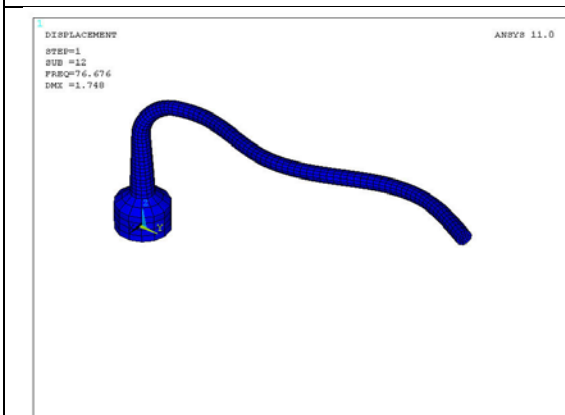 1
DISPLACEMENT
ANSYS 11.0
STEP=1
SUB =12
FREQ=76.676
DMX =1.748
Y